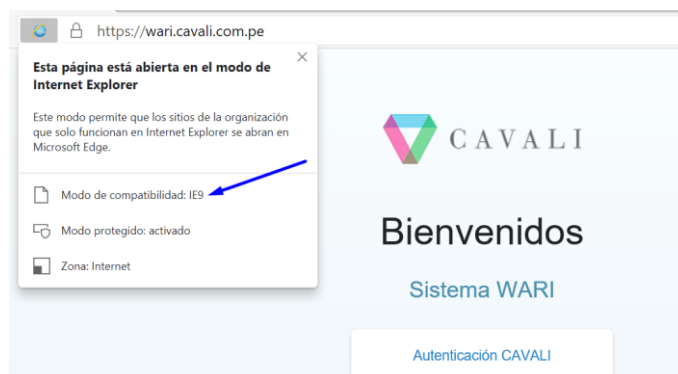 https://wari.cavali.com.pe
Esta página está abierta en el modo de
Internet Explorer
Este modo permite que los sitios de la organización
que solo funcionan en Internet Explorer se abran en
Microsoft Edge.
Modo de compatibilidad: IE9
Modo protegido: activado
Zona: Internet
CAVALI
Bienvenidos
Sistema WARI
Autenticación CAVALI